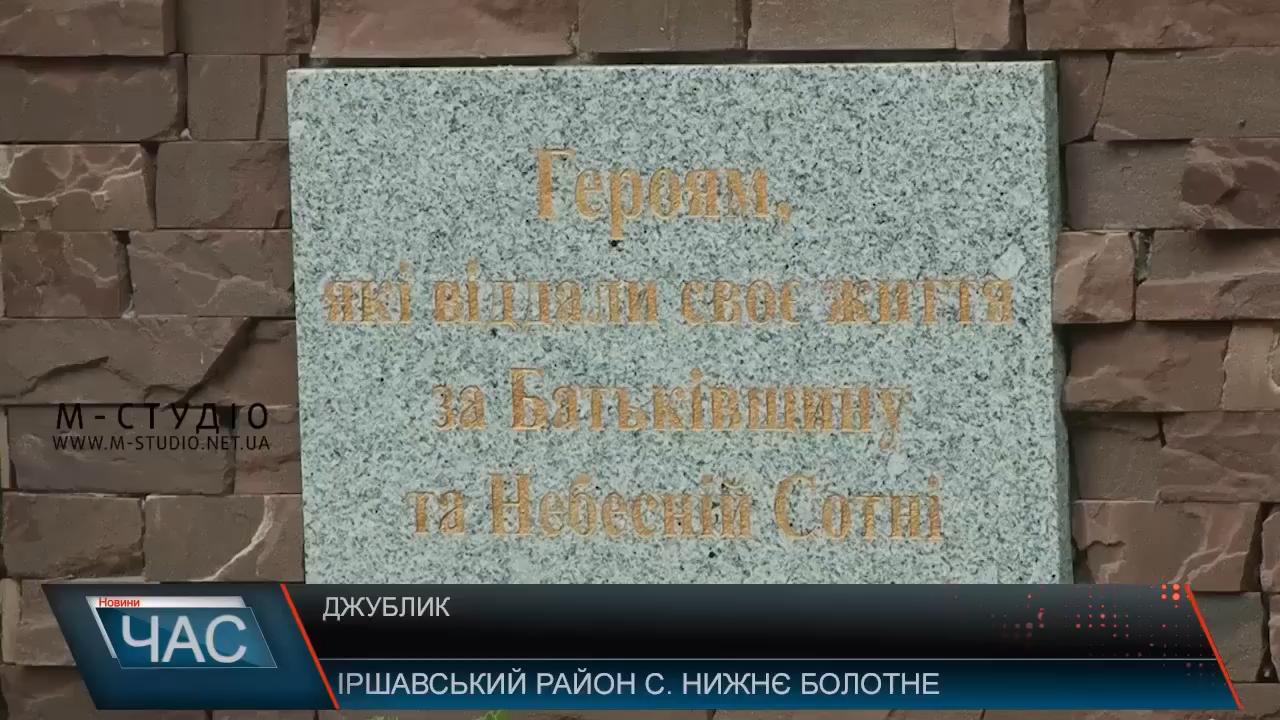 Героям,
які віддали своє життя
за Батьківщину
та Небесній Сотні
М-СТУДІО
WWW.M-STUDIO.NET.UA
Новини
ЧАС
ДЖУБЛИК
ІРШАВСЬКИЙ РАЙОН С. НИЖНЄ БОЛОТНЕ